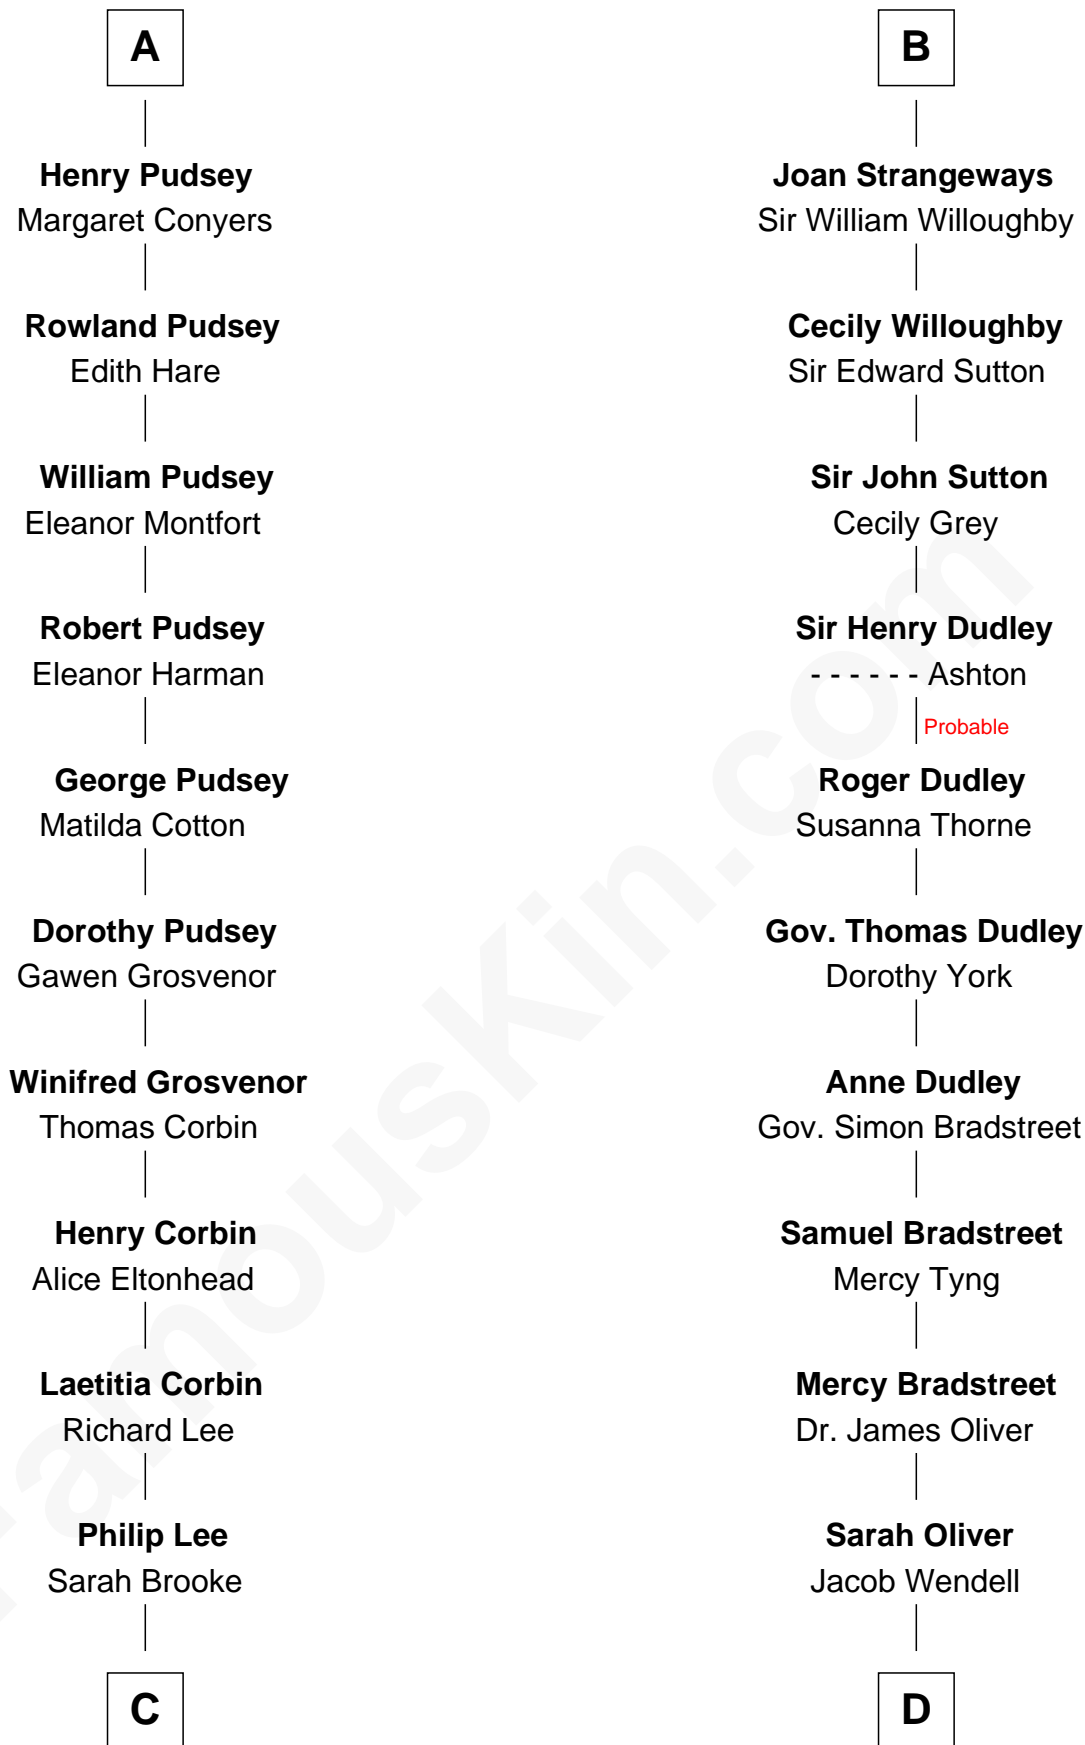 A
Henry Pudsey
Margaret Conyers
Rowland Pudsey
Edith Hare
William Pudsey
Eleanor Montfort
Robert Pudsey
Eleanor Harman
George Pudsey
Matilda Cotton
Dorothy Pudsey
Gawen Grosvenor
Winifred Grosvenor
Thomas Corbin
Henry Corbin
Alice Eltonhead
Laetitia Corbin
Richard Lee
Philip Lee
Sarah Brooke
C
B
Joan Strangeways
Sir William Willoughby
Cecily Willoughby
Sir Edward Sutton
Sir John Sutton
Cecily Grey
Sir Henry Dudley
- - - - - - Ashton
Probable
Roger Dudley
Susanna Thorne
Gov. Thomas Dudley
Dorothy York
Anne Dudley
Gov. Simon Bradstreet
Samuel Bradstreet
Mercy Tyng
Mercy Bradstreet
Dr. James Oliver
Sarah Oliver
Jacob Wendell
D
FamousKin.com